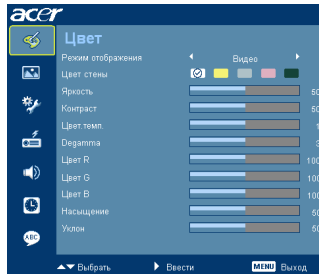 acer
Цвет
Режим отображения Видео
Цвет стены
Яркость 50
Контраст 50
Цвет.темп.
Degamma
Цвет R 100
Цвет G 100
Цвет B 100
Насыщение 50
Уклон 50
ABC
Выбрать Ввести MENU Выход